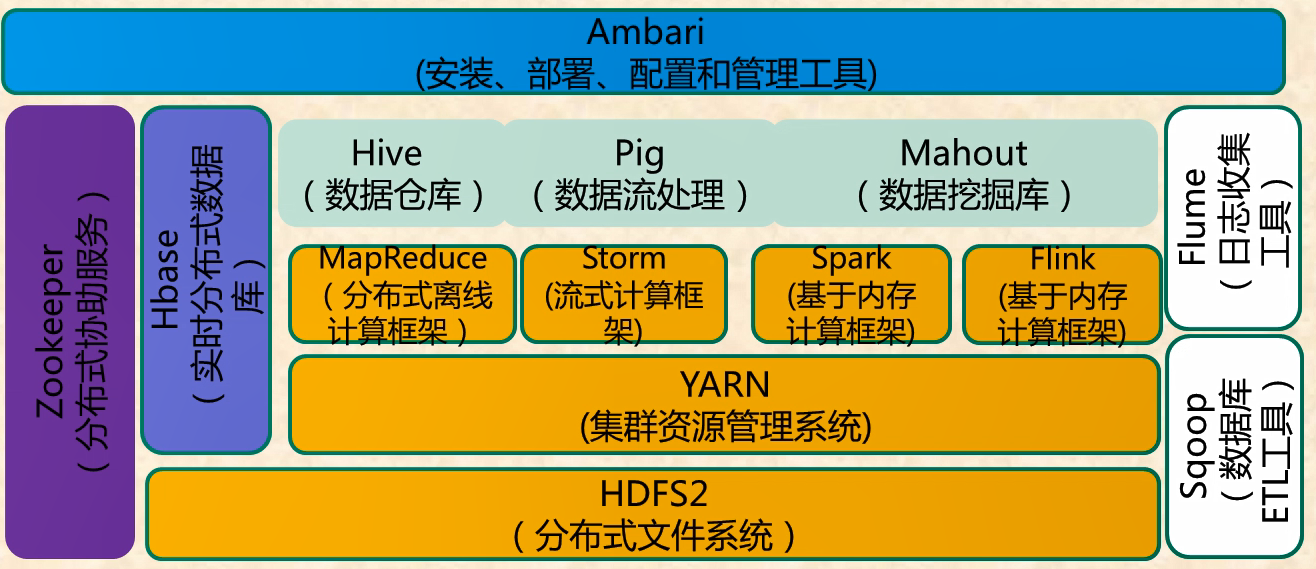 Ambari
(安装、部署、配置和管理工具)
Zookeeper
（分布式协助服务）
Hbase
（实时分布式数据
库）
Hive
（数据仓库）
Pig
（数据流处理）
Mahout
（数据挖掘库）
MapReduce
（分布式离线
计算框架）
Storm
(流式计算框
架)
Spark
(基于内存
计算框架)
Flink
(基于内存
计算框架)
YARN
(集群资源管理系统)
HDFS2
（分布式文件系统）
Flume
（日志收集
工具）
Sqoop
（数据库
ETL工具）